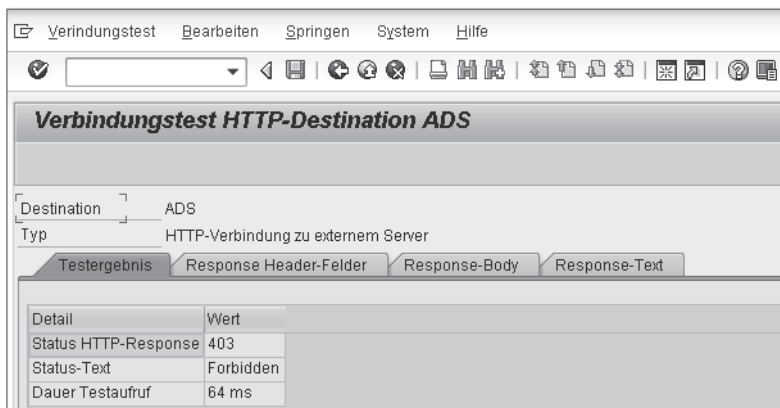 Verindungstest Bearbeiten Springen System Hilfe
Verbindungstest HTTP-Destination ADS
Destination ADS
Typ HTTP-Verbindung zu externem Server
Testergebnis Response Header-Felder Response-Body Response-Text
Detail Wert
Status HTTP-Response 403
Status-Text Forbidden
Dauer Testaufruf 64 ms